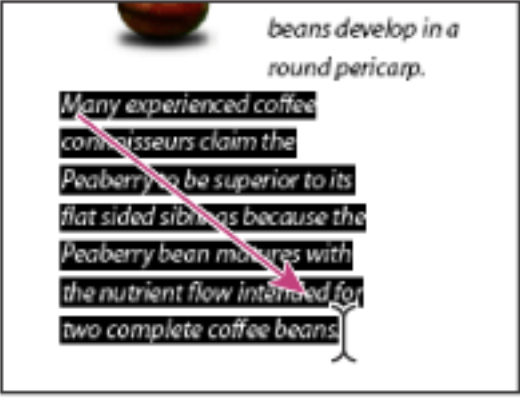 beans develop in a
round pericarp.
Many experienced coffee
connoisseurs claim the
Peaberry to be superior to its
flat sided siblings because the
Peaberry bean matures with
the nutrient flow intended for
two complete coffee beans.